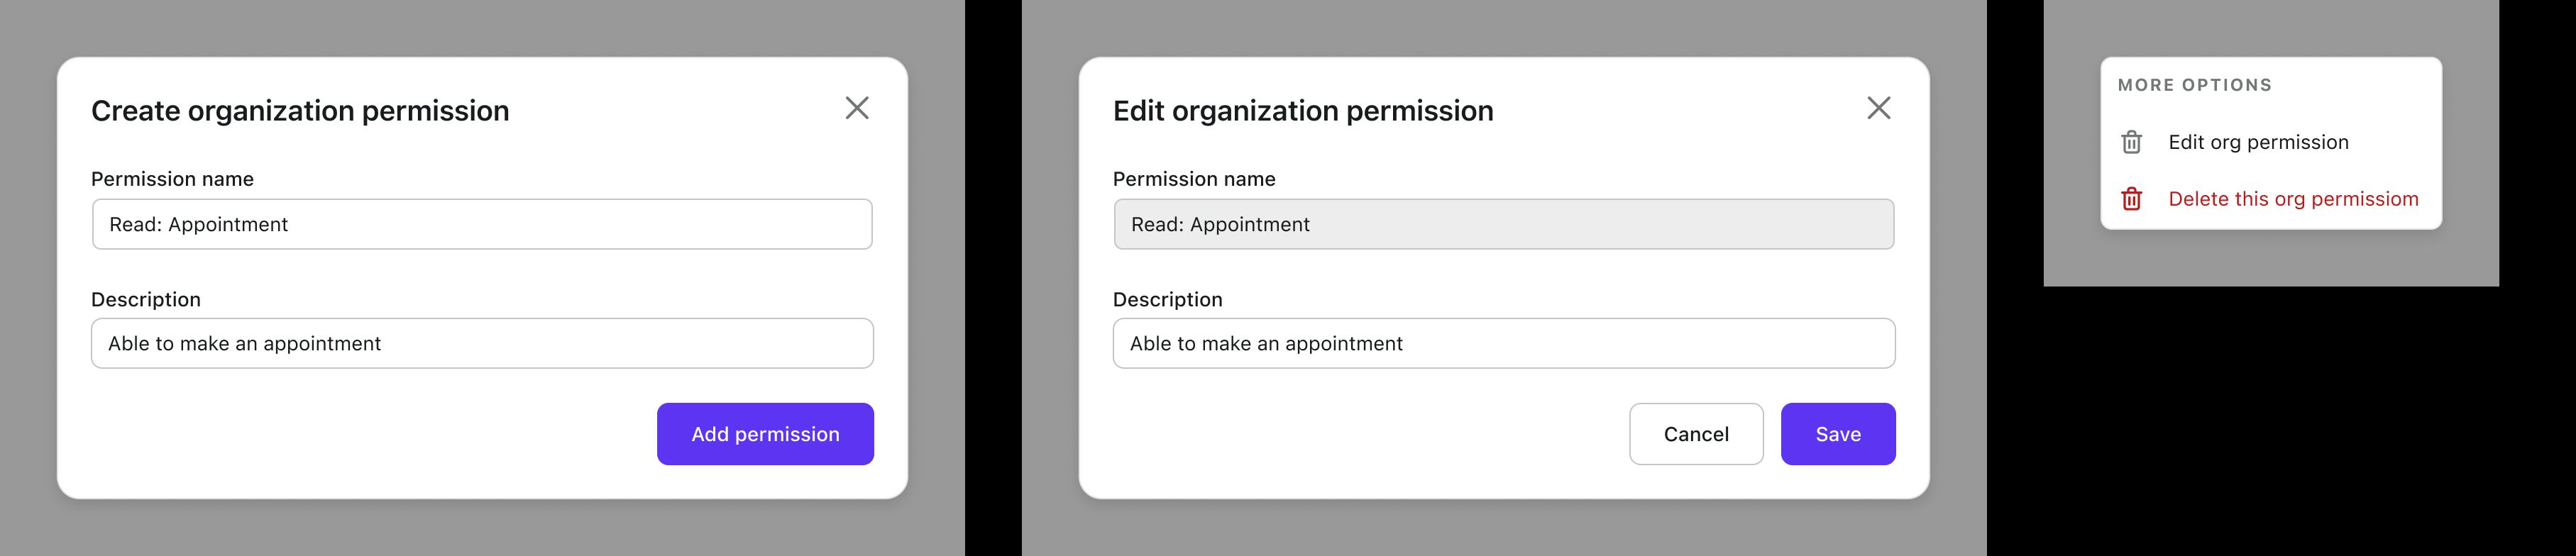 Create organization permission
Permission name
Read: Appointment
Description
Able to make an appointment
Add permission
Edit organization permission
Permission name
Read: Appointment
Description
Able to make an appointment
Cancel
Save
MORE OPTIONS
Edit org permission
Delete this org permissiom